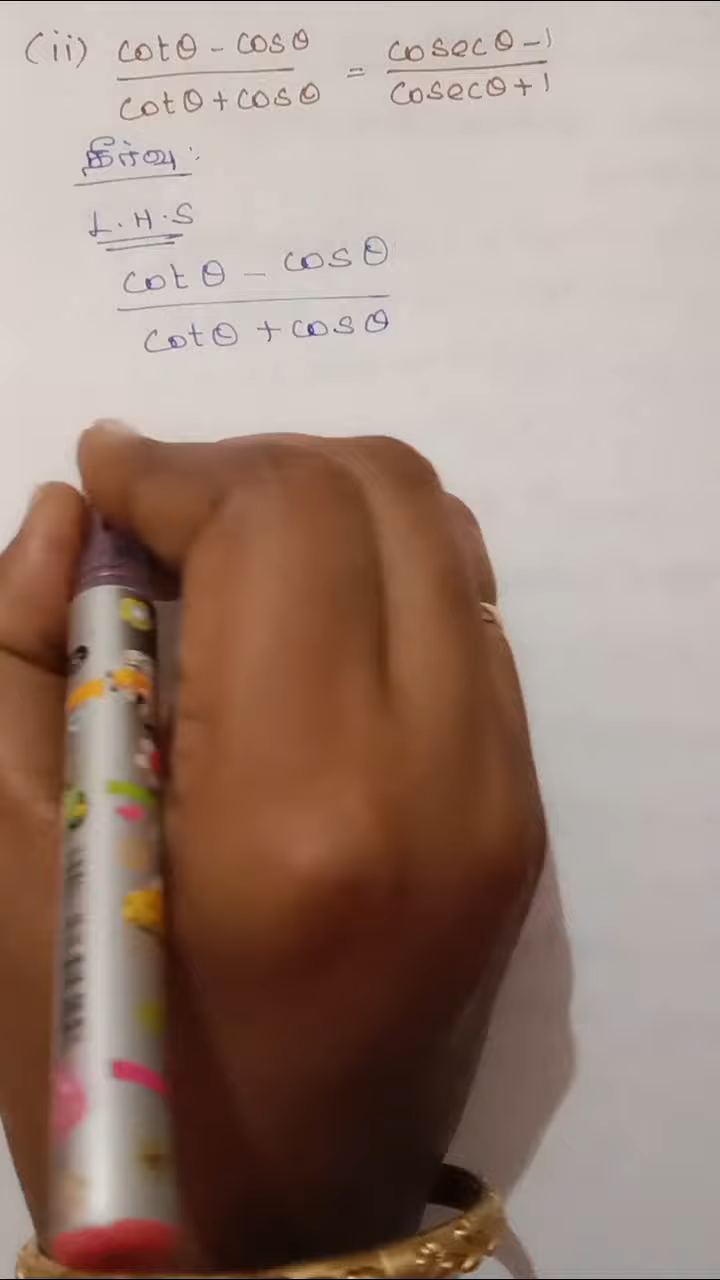 (ii) cotθ - cosθ = cosecθ - 1
cotθ + cosθ cosecθ + 1
தீர்வு :
L.H.S
cotθ - cosθ
cotθ + cosθ